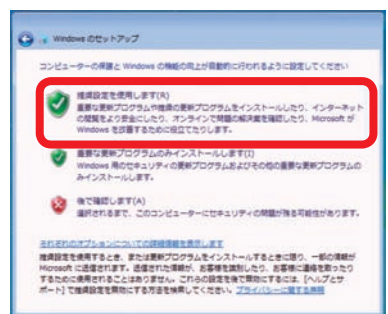 Windows のセットアップ
コンピューターの保護と Windows の機能の向上が自動的に行われるように設定してください
推奨設定を使用します(R)
重要な更新プログラムや推奨の更新プログラムをインストールしたり、インターネット
の閲覧をより安全にしたり、オンラインで問題の解決策を確認したり、Microsoft が
Windows を改善するために役立てたりします。
重要な更新プログラムのみインストールします(I)
Windows 用のセキュリティの更新プログラムおよびその他の重要な更新プログラムの
みインストールします。
後で確認します(A)
選択されるまで、このコンピューターにセキュリティの問題が残る可能性があります。
それぞれのオプションについての詳細情報を表示します
推奨設定を使用するとき、または更新プログラムをインストールするときに限り、一部の情報が
Microsoft に送信されます。送信された情報が、お客様を識別したり、お客様に連絡を取ったり
するために使用されることはありません。これらの設定を後で無効にするには、[ヘルプとサ
ポート] で推奨設定を無効にする方法を検索してください。プライバシーに関する声明